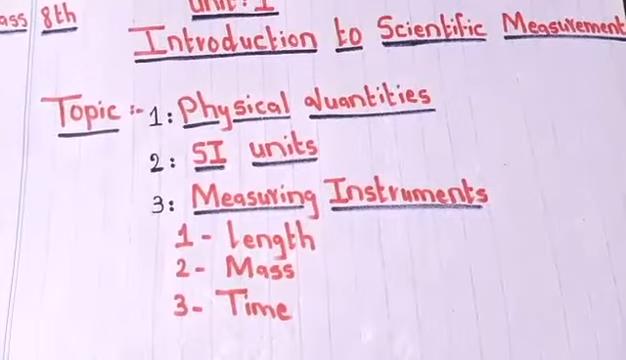 ass 8th
Unit: I
Introduction to Scientific Measurement
Topic :- 1: Physical quantities
2: SI units
3: Measuring Instruments
1 - Length
2 - Mass
3 - Time